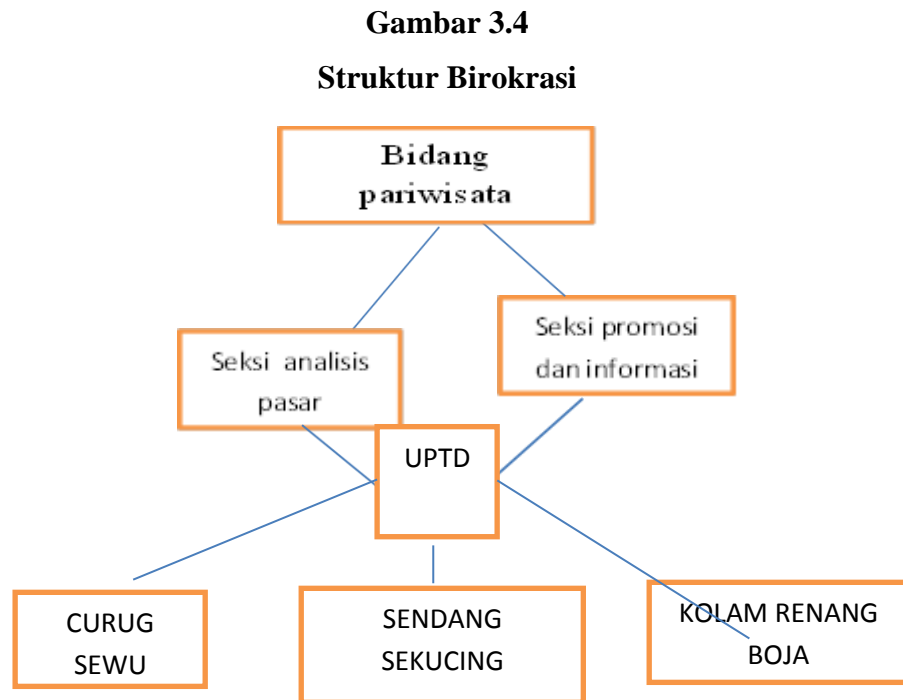 Gambar 3.4
Struktur Birokrasi
Bidang
pariwisata
Seksi analisis
pasar
Seksi promosi
dan informasi
UPTD
CURUG
SEWU
SENDANG
SEKUCING
KOLAM RENANG
BOJA